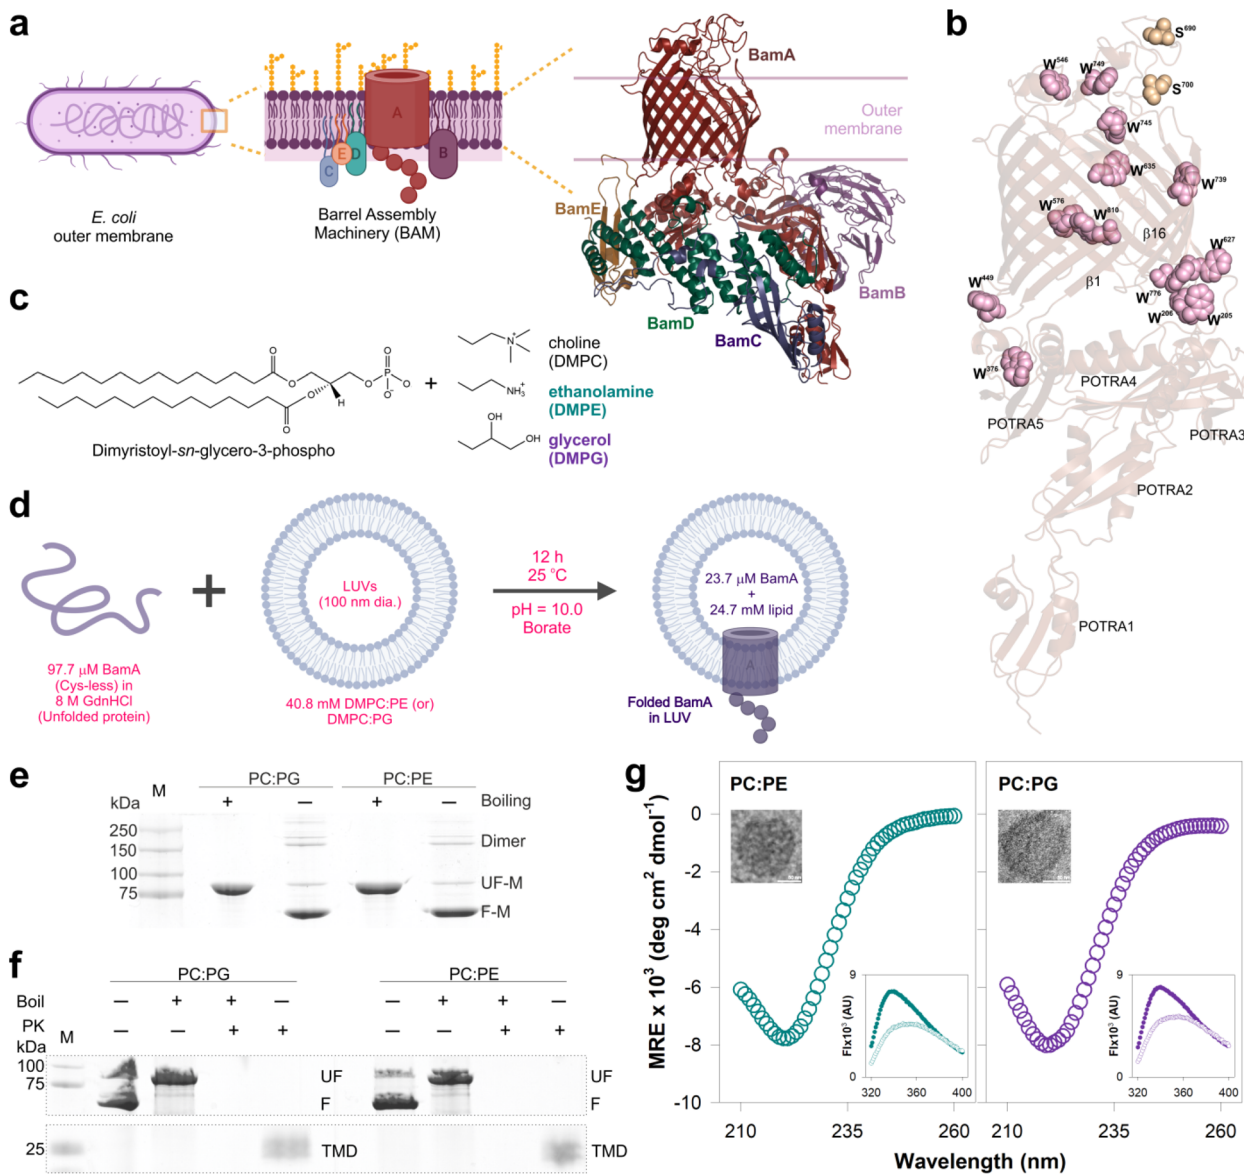 a
A
C
E
D
B
E. coli
outer membrane
Barrel Assembly
Machinery (BAM)
BamA
Outer
membrane
BamE
BamD
BamC
BamB
b
S⁶⁹⁰
S⁷⁰⁰
W⁵⁴⁶
W⁷⁴⁹
W⁷⁴⁵
W⁶³⁵
W⁷³⁹
W⁵⁷⁶
W⁸¹⁰
β16
W⁶²⁷
W⁴⁴⁹
β1
W⁷⁷⁶
W²⁰⁶
W²⁰⁵
W³⁷⁶
POTRA4
POTRA5
POTRA3
POTRA2
POTRA1
c
O
O
O
O
O
P
O⁻
O
O⁻
H
+
N⁺
choline
(DMPC)
NH₃⁺
ethanolamine
(DMPE)
OH
OH
glycerol
(DMPG)
Dimyristoyl-sn-glycero-3-phospho
d
+
97.7 μM BamA
(Cys-less) in
8 M GdnHCl
(Unfolded protein)
LUVs
(100 nm dia.)
40.8 mM DMPC:PE (or)
DMPC:PG
12 h
25 °C
pH = 10.0
Borate
23.7 μM BamA
+
24.7 mM lipid
A
Folded BamA
in LUV
e
PC:PG PC:PE
kDa M + – + – Boiling
250
150
100
75
Dimer
UF-M
F-M
f
PC:PG PC:PE
Boil – + + – – + + –
PK – – + + – – + +
kDa M
100
75
UF UF
F F
25 TMD TMD
g
PC:PE
PC:PG
MRE x 10³ (deg cm² dmol⁻¹)
0
-2
-4
-6
-8
-10
FIx10³ (AU)
9
0
320 360 400
FIx10³ (AU)
9
0
320 360 400
210 235 260 210 235 260
Wavelength (nm)